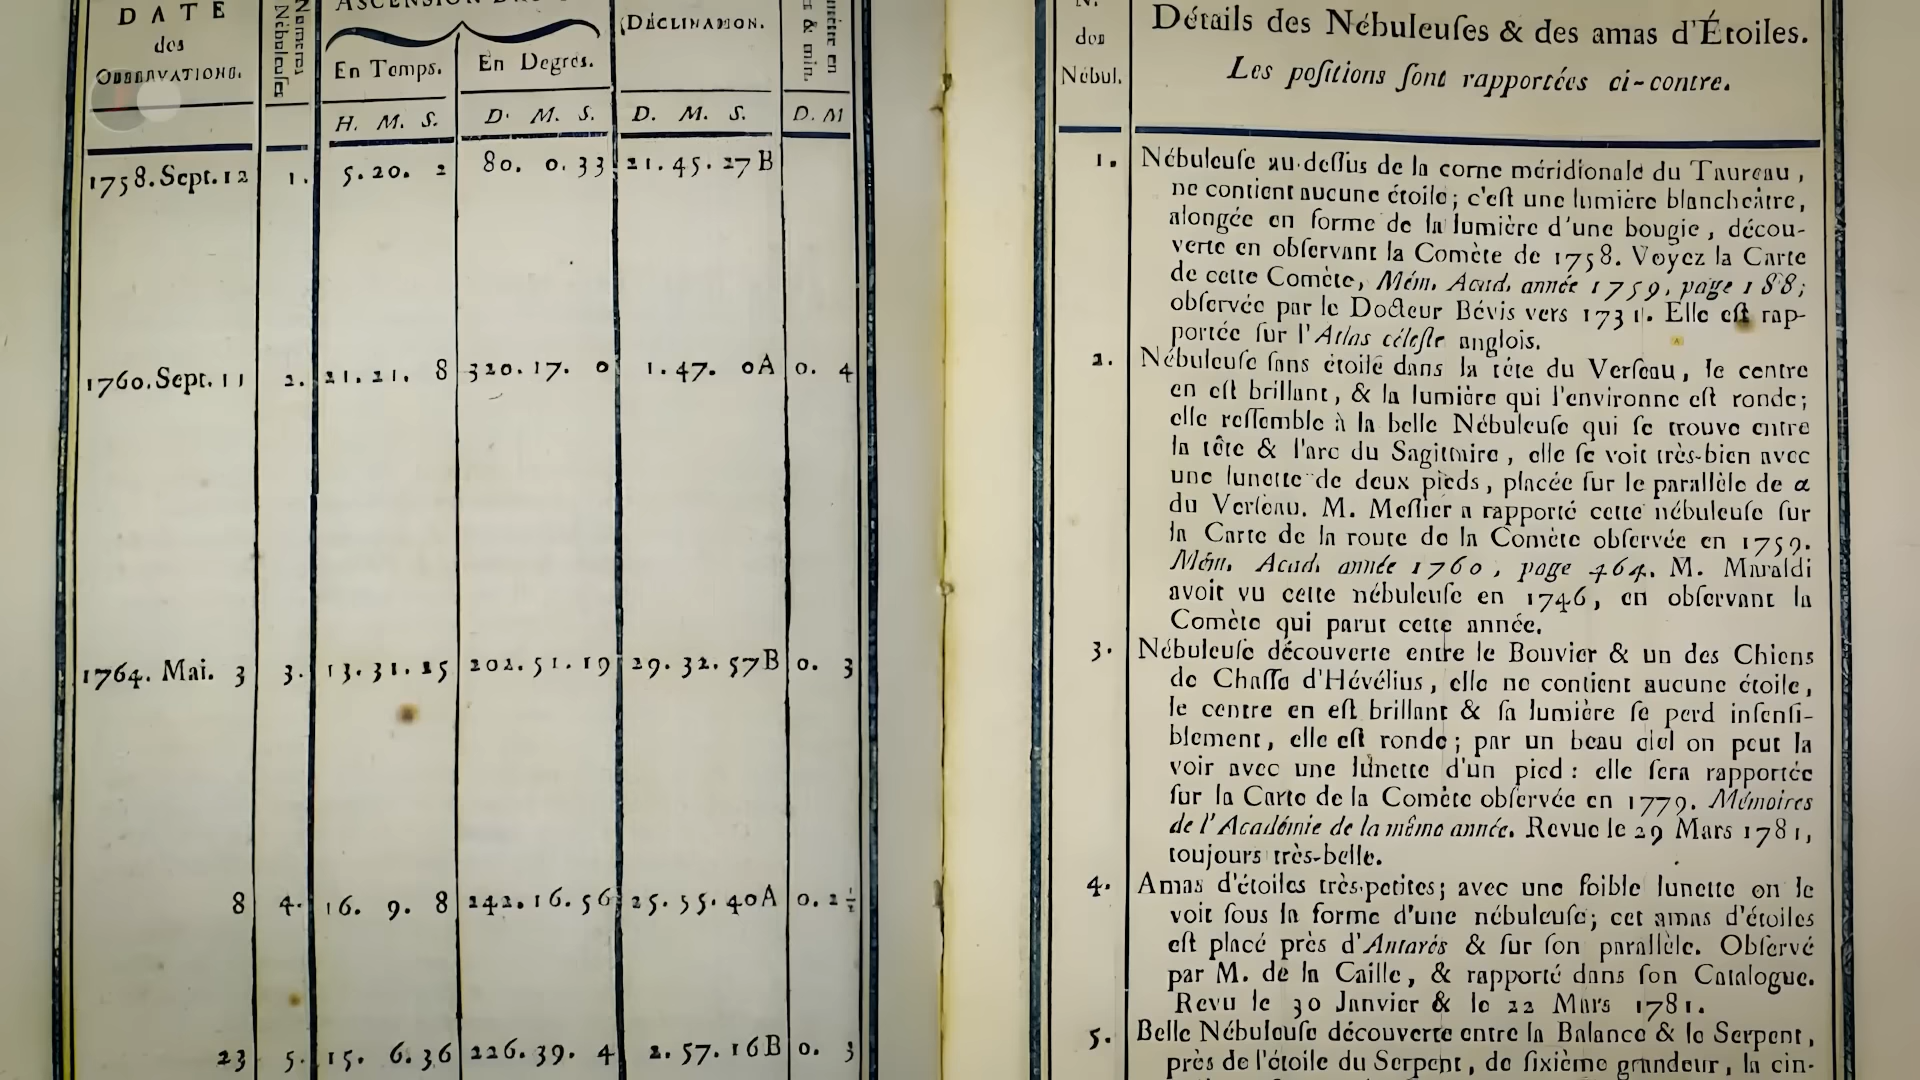 DATE
des
OBSERVATIONS.
Numéros
Nébuleuses
ASCENSION
En Temps.
En Degrés.
DÉCLINAISON.
& min.
H. M. S.
D. M. S.
D. M. S.
D. M
1758.Sept.12 1. 5.20. 2 80. 0.33 21.45.27B
1760.Sept.11 2. 21.21. 8 320.17. 0 1.47. 0A 0. 4
1764. Mai. 3 3. 13.31.25 202.51.19 29.32.57B 0. 3
8 4. 16. 9. 8 242.16.56 25.55.40A 0.2½
23 5. 15. 6.36 226.39. 4 2.57.16B 0. 3
N.
des
Nébul.
Détails des Nébuleuſes & des amas d'Étoiles.
Les poſitions ſont rapportées ci-contre.
1. Nébuleuſe au-deſſus de la corne méridionale du Taureau,
ne contient aucune étoile; c'eſt une lumière blancheâtre,
alongée en forme de la lumière d'une bougie, décou-
verte en obſervant la Comète de 1758. Voyez la Carte
de cette Comète, Mém. Acad. année 1759, page 188;
obſervée par le Docteur Bévis vers 1731. Elle eſt rap-
portée ſur l'Atlas céleſte anglois.
2. Nébuleuſe ſans étoile dans la tête du Verſeau, le centre
en eſt brillant, & la lumière qui l'environne eſt ronde;
elle reſſemble à la belle Nébuleuſe qui ſe trouve entre
la tête & l'arc du Sagittaire, elle ſe voit très-bien avec
une lunette de deux pieds, placée ſur le parallèle de α
du Verſeau. M. Meſſier a rapporté cette nébuleuſe ſur
la Carte de la route de la Comète obſervée en 1759.
Mém. Acad. année 1760, page 464. M. Maraldi
avoit vu cette nébuleuſe en 1746, en obſervant la
Comète qui parut cette année.
3. Nébuleuſe découverte entre le Bouvier & un des Chiens
de Chaſſe d'Hévélius, elle ne contient aucune étoile,
le centre en eſt brillant & ſa lumière ſe perd inſenſi-
blement, elle eſt ronde; par un beau ciel on peut la
voir avec une lunette d'un pied: elle ſera rapportée
ſur la Carte de la Comète obſervée en 1779. Mémoires
de l'Académie de la même année. Revue le 29 Mars 1781,
toujours très-belle.
4. Amas d'étoiles très-petites; avec une foible lunette on le
voit ſous la forme d'une nébuleuſe; cet amas d'étoiles
eſt placé près d'Antarès & ſur ſon parallèle. Obſervé
par M. de la Caille, & rapporté dans ſon Catalogue.
Revu le 30 Janvier & le 22 Mars 1781.
5. Belle Nébuleuſe découverte entre la Balance & le Serpent,
près de l'étoile du Serpent, de ſixième grandeur, la cin-